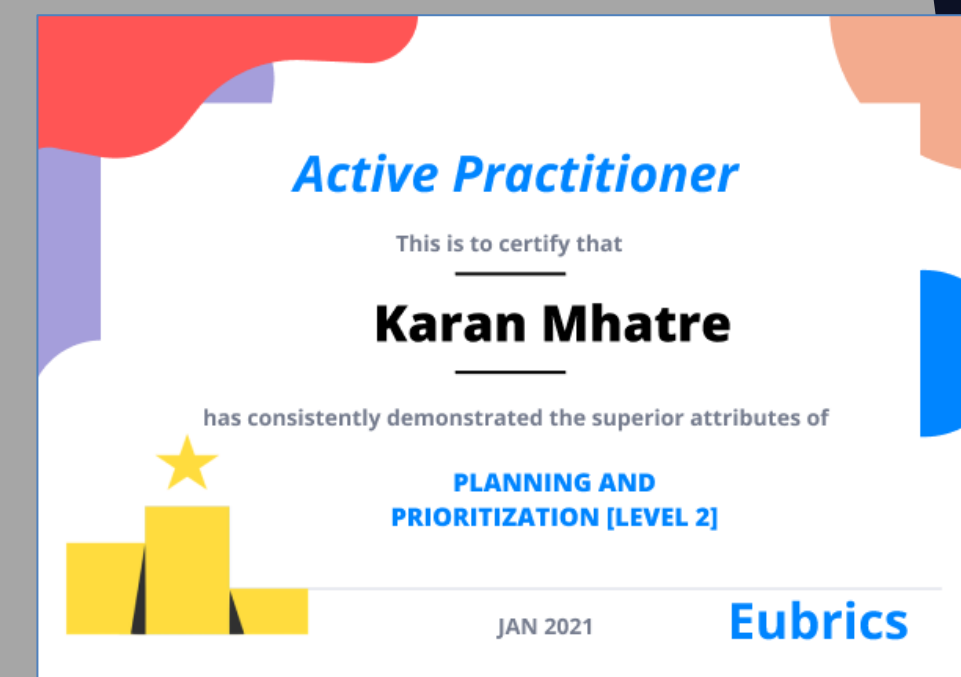 Active Practitioner
This is to certify that
Karan Mhatre
has consistently demonstrated the superior attributes of
PLANNING AND
PRIORITIZATION [LEVEL 2]
JAN 2021
Eubrics